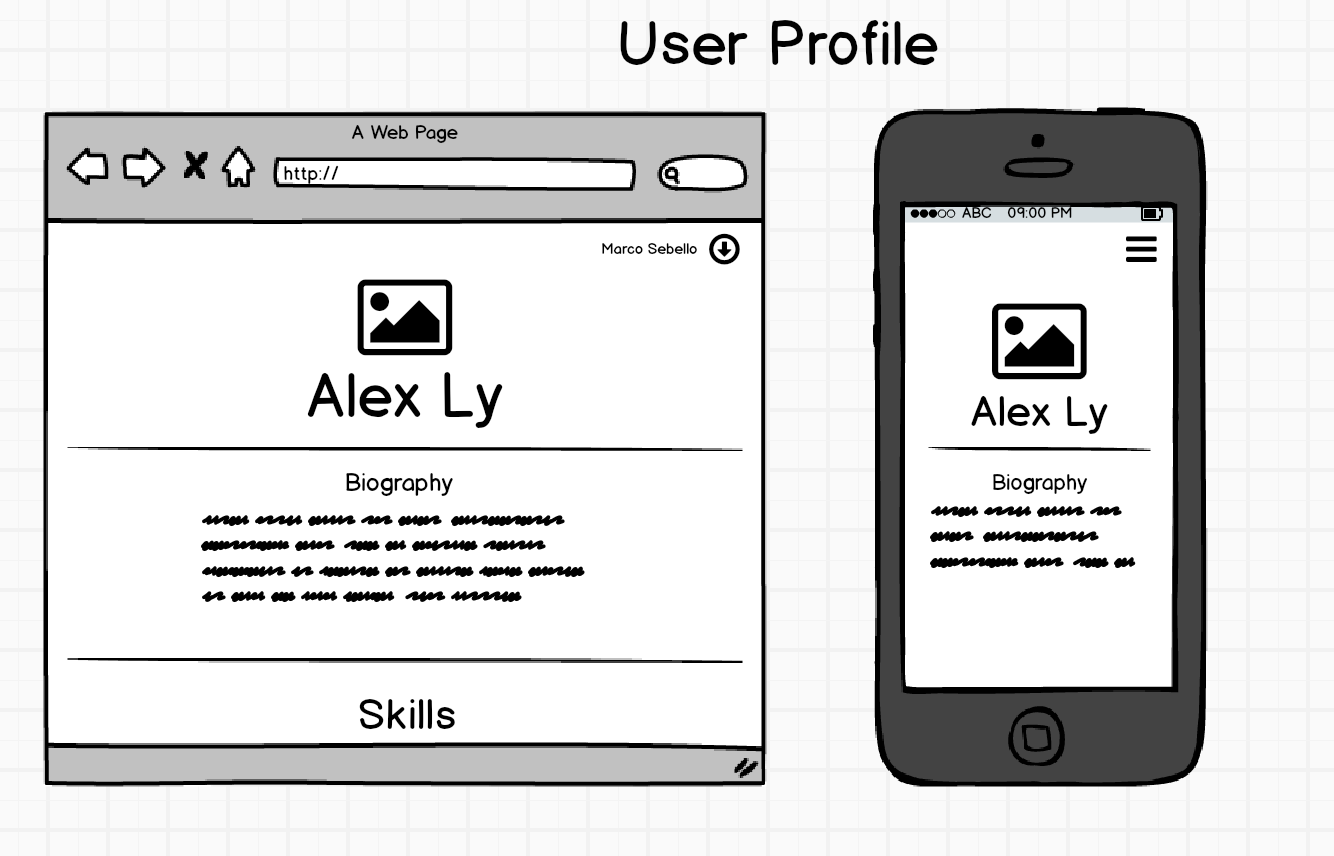 User Profile
A Web Page
http://
Marco Sebello
Alex Ly
Biography
Skills
ABC 09:00 PM
Alex Ly
Biography